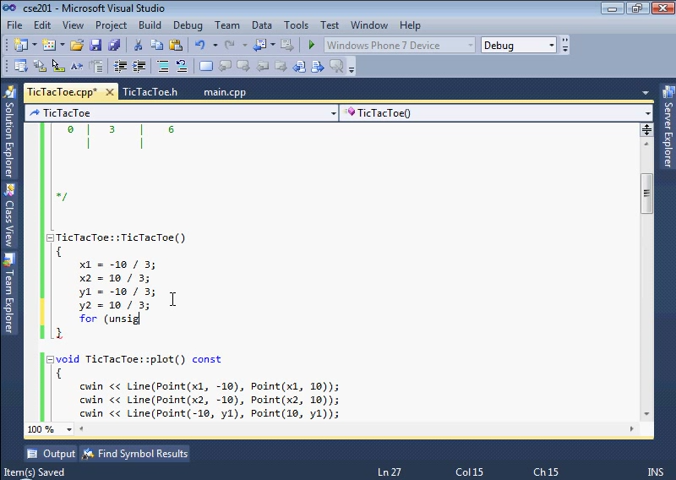 cse201 - Microsoft Visual Studio
File Edit View Project Build Debug Team Data Tools Test Window Help
Windows Phone 7 Device Debug
TicTacToe.cpp* TicTacToe.h main.cpp
TicTacToe TicTacToe()
Solution Explorer
Class View
Team Explorer
Server Explorer
0 | 3 | 6
| |
*/
TicTacToe::TicTacToe()
{
x1 = -10 / 3;
x2 = 10 / 3;
y1 = -10 / 3;
y2 = 10 / 3;
for (unsig
}
void TicTacToe::plot() const
{
cwin << Line(Point(x1, -10), Point(x1, 10));
cwin << Line(Point(x2, -10), Point(x2, 10));
cwin << Line(Point(-10, y1), Point(10, y1));
100 %
Output Find Symbol Results
Item(s) Saved Ln 27 Col 15 Ch 15 INS